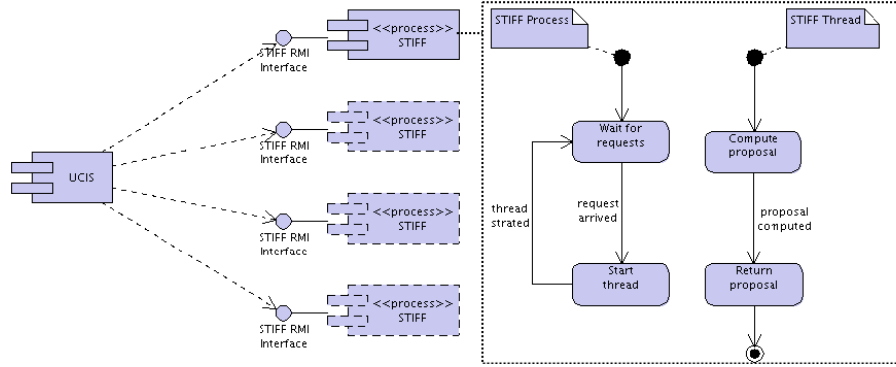 UCIS
STIFF RMI
Interface
<<process>>
STIFF
STIFF RMI
Interface
<<process>>
STIFF
STIFF RMI
Interface
<<process>>
STIFF
STIFF RMI
Interface
<<process>>
STIFF
STIFF Process
Wait for
requests
thread
strated
request
arrived
Start
thread
STIFF Thread
Compute
proposal
proposal
computed
Return
proposal